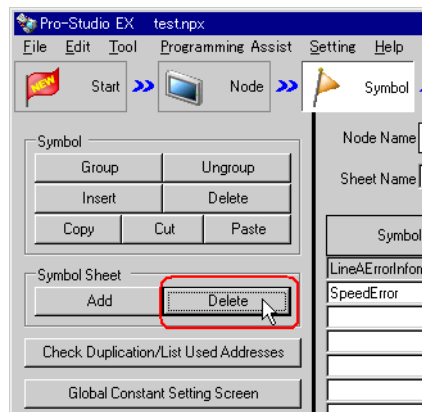 Pro-Studio EX test.npx
File Edit Tool Programming Assist Setting Help
NEW Start Node Symbol
Symbol
Group Ungroup
Insert Delete
Copy Cut Paste
Symbol Sheet
Add Delete
Check Duplication/List Used Addresses
Global Constant Setting Screen
Node Name
Sheet Name
Symbol
LineAErrorInfor
SpeedError